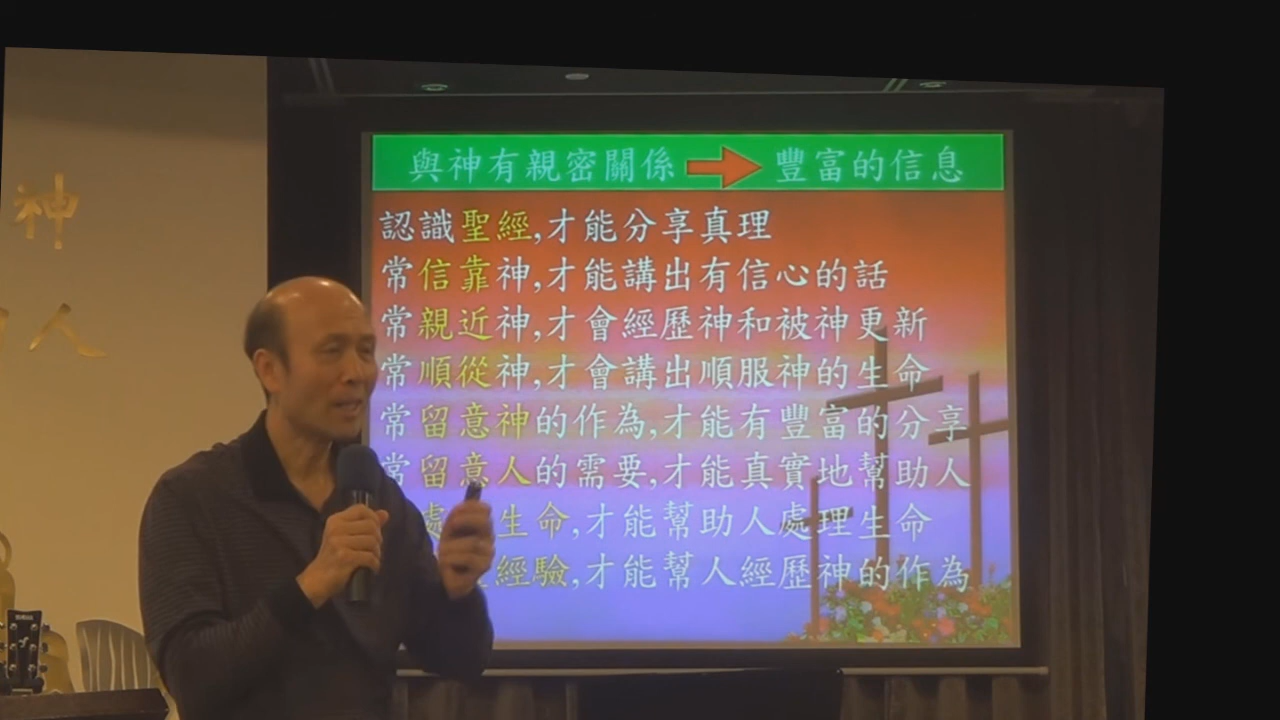 神
人
與神有親密關係 豐富的信息
認識聖經,才能分享真理
常信靠神,才能講出有信心的話
常親近神,才會經歷神和被神更新
常順從神,才會講出順服神的生命
常留意神的作為,才能有豐富的分享
常留意人的需要,才能真實地幫助人
處 生命,才能幫助人處理生命
經驗,才能幫人經歷神的作為